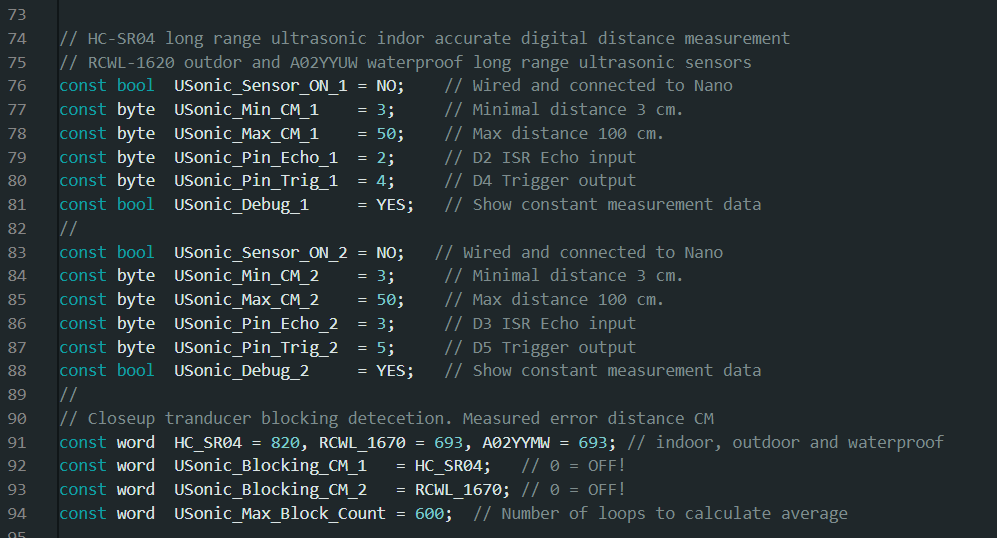 73
74 // HC-SR04 long range ultrasonic indor accurate digital distance measurement
75 // RCWL-1620 outdor and A02YYUW waterproof long range ultrasonic sensors
76 const bool  USonic_Sensor_ON_1 = NO;    // Wired and connected to Nano
77 const byte  USonic_Min_CM_1    = 3;     // Minimal distance 3 cm.
78 const byte  USonic_Max_CM_1    = 50;    // Max distance 100 cm.
79 const byte  USonic_Pin_Echo_1  = 2;     // D2 ISR Echo input
80 const byte  USonic_Pin_Trig_1  = 4;     // D4 Trigger output
81 const bool  USonic_Debug_1     = YES;   // Show constant measurement data
82 //
83 const bool  USonic_Sensor_ON_2 = NO;   // Wired and connected to Nano
84 const byte  USonic_Min_CM_2    = 3;     // Minimal distance 3 cm.
85 const byte  USonic_Max_CM_2    = 50;    // Max distance 100 cm.
86 const byte  USonic_Pin_Echo_2  = 3;     // D3 ISR Echo input
87 const byte  USonic_Pin_Trig_2  = 5;     // D5 Trigger output
88 const bool  USonic_Debug_2     = YES;   // Show constant measurement data
89 //
90 // Closeup tranducer blocking detecetion. Measured error distance CM
91 const word  HC_SR04 = 820, RCWL_1670 = 693, A02YYMW = 693; // indoor, outdoor and waterproof
92 const word  USonic_Blocking_CM_1   = HC_SR04;   // 0 = OFF!
93 const word  USonic_Blocking_CM_2   = RCWL_1670; // 0 = OFF!
94 const word  USonic_Max_Block_Count = 600;  // Number of loops to calculate average
95